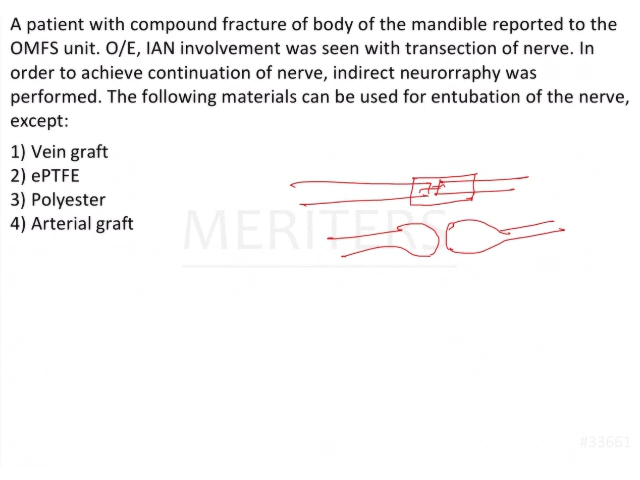 A patient with compound fracture of body of the mandible reported to the
OMFS unit. O/E, IAN involvement was seen with transection of nerve. In
order to achieve continuation of nerve, indirect neurorraphy was
performed. The following materials can be used for entubation of the nerve,
except:
1) Vein graft
2) ePTFE
3) Polyester
4) Arterial graft
MERITERS
#33661